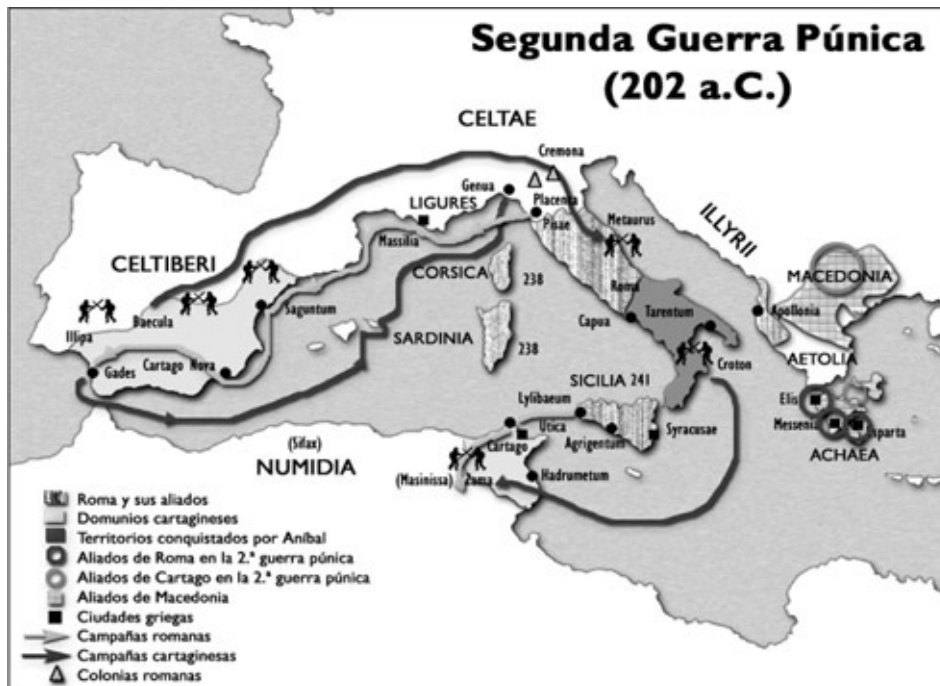 Segunda Guerra Púnica
(202 a.C.)
CELTAE
Cremona
Genua
Placenta
LIGURES
Pisae
Metaurus
ILLYRII
Massilia
CELTIBERI
CORSICA
238
Roma
MACEDONIA
Saguntum
Baecula
Illipa
Capua
Tarentum
Apollonia
SARDINIA
238
AETOLIA
Cartago Nova
Gades
Croton
SICILIA 241
Elis
Lylibaeum
Messenia
Sparta
Utica
Agrigentum
Syracusae
ACHAEA
(Sifax)
Cartago
NUMIDIA
(Masinissa)
Zama
Hadrumetum
Roma y sus aliados
Domunios cartagineses
Territorios conquistados por Aníbal
Aliados de Roma en la 2.ª guerra púnica
Aliados de Cartago en la 2.ª guerra púnica
Aliados de Macedonia
Ciudades griegas
Campañas romanas
Campañas cartaginesas
Colonias romanas